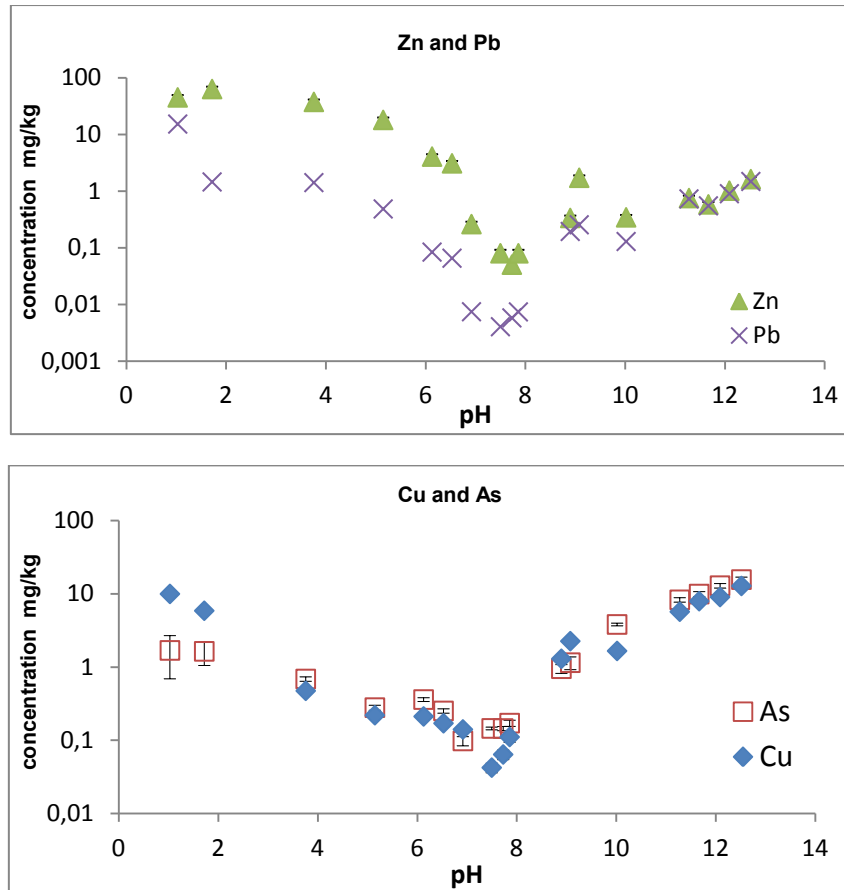 Zn and Pb
concentration mg/kg
100
10
1
0,1
0,01
0,001
0 2 4 6 8 10 12 14
pH
Zn
Pb
Cu and As
concentration mg/kg
100
10
1
0,1
0,01
0 2 4 6 8 10 12 14
pH
As
Cu